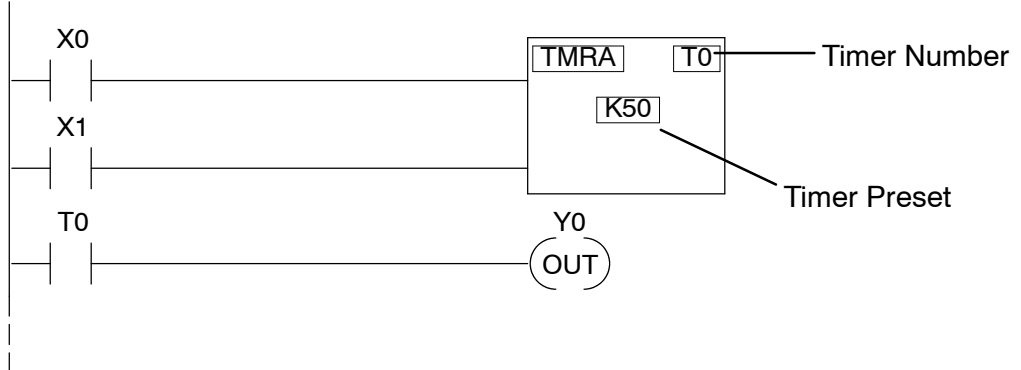 X0
TMRA T0 Timer Number
K50
X1
Timer Preset
T0 Y0
OUT